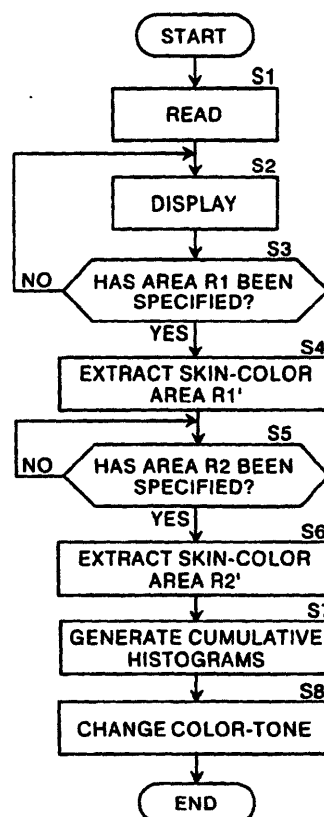 START
S1
READ
S2
DISPLAY
S3
HAS AREA R1 BEEN
SPECIFIED?
NO
YES
S4
EXTRACT SKIN-COLOR
AREA R1'
S5
HAS AREA R2 BEEN
SPECIFIED?
NO
YES
S6
EXTRACT SKIN-COLOR
AREA R2'
S7
GENERATE CUMULATIVE
HISTOGRAMS
S8
CHANGE COLOR-TONE
END